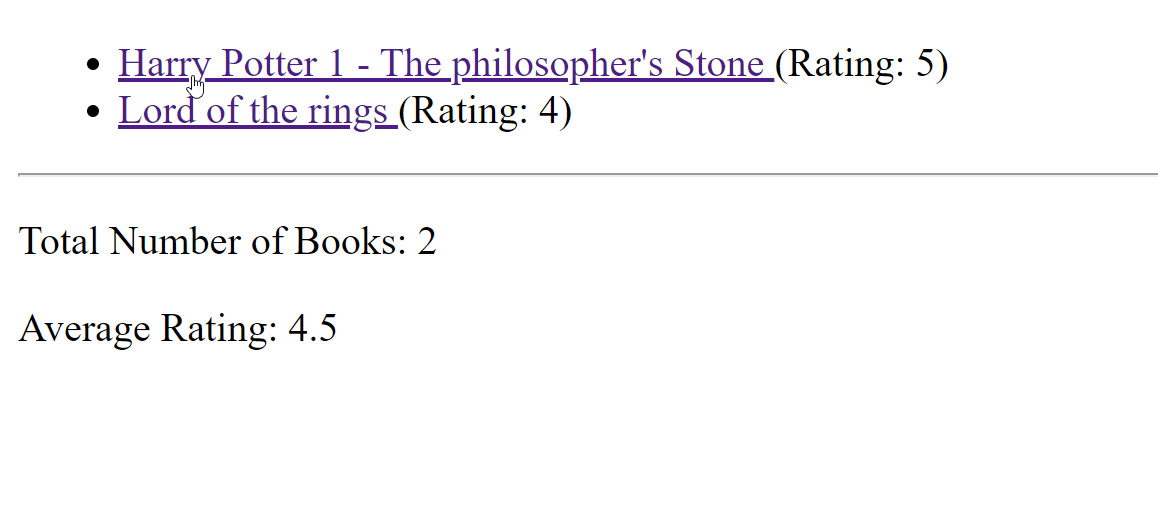 Harry Potter 1 - The philosopher's Stone (Rating: 5)
Lord of the rings (Rating: 4)
Total Number of Books: 2
Average Rating: 4.5